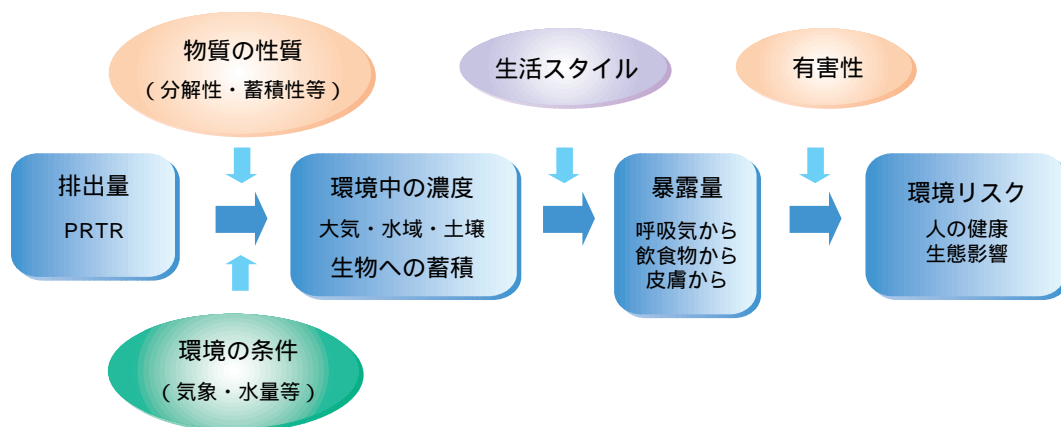 物質の性質
（分解性・蓄積性等）
生活スタイル
有害性
排出量
PRTR
環境中の濃度
大気・水域・土壌
生物への蓄積
暴露量
呼吸気から
飲食物から
皮膚から
環境リスク
人の健康
生態影響
環境の条件
（気象・水量等）